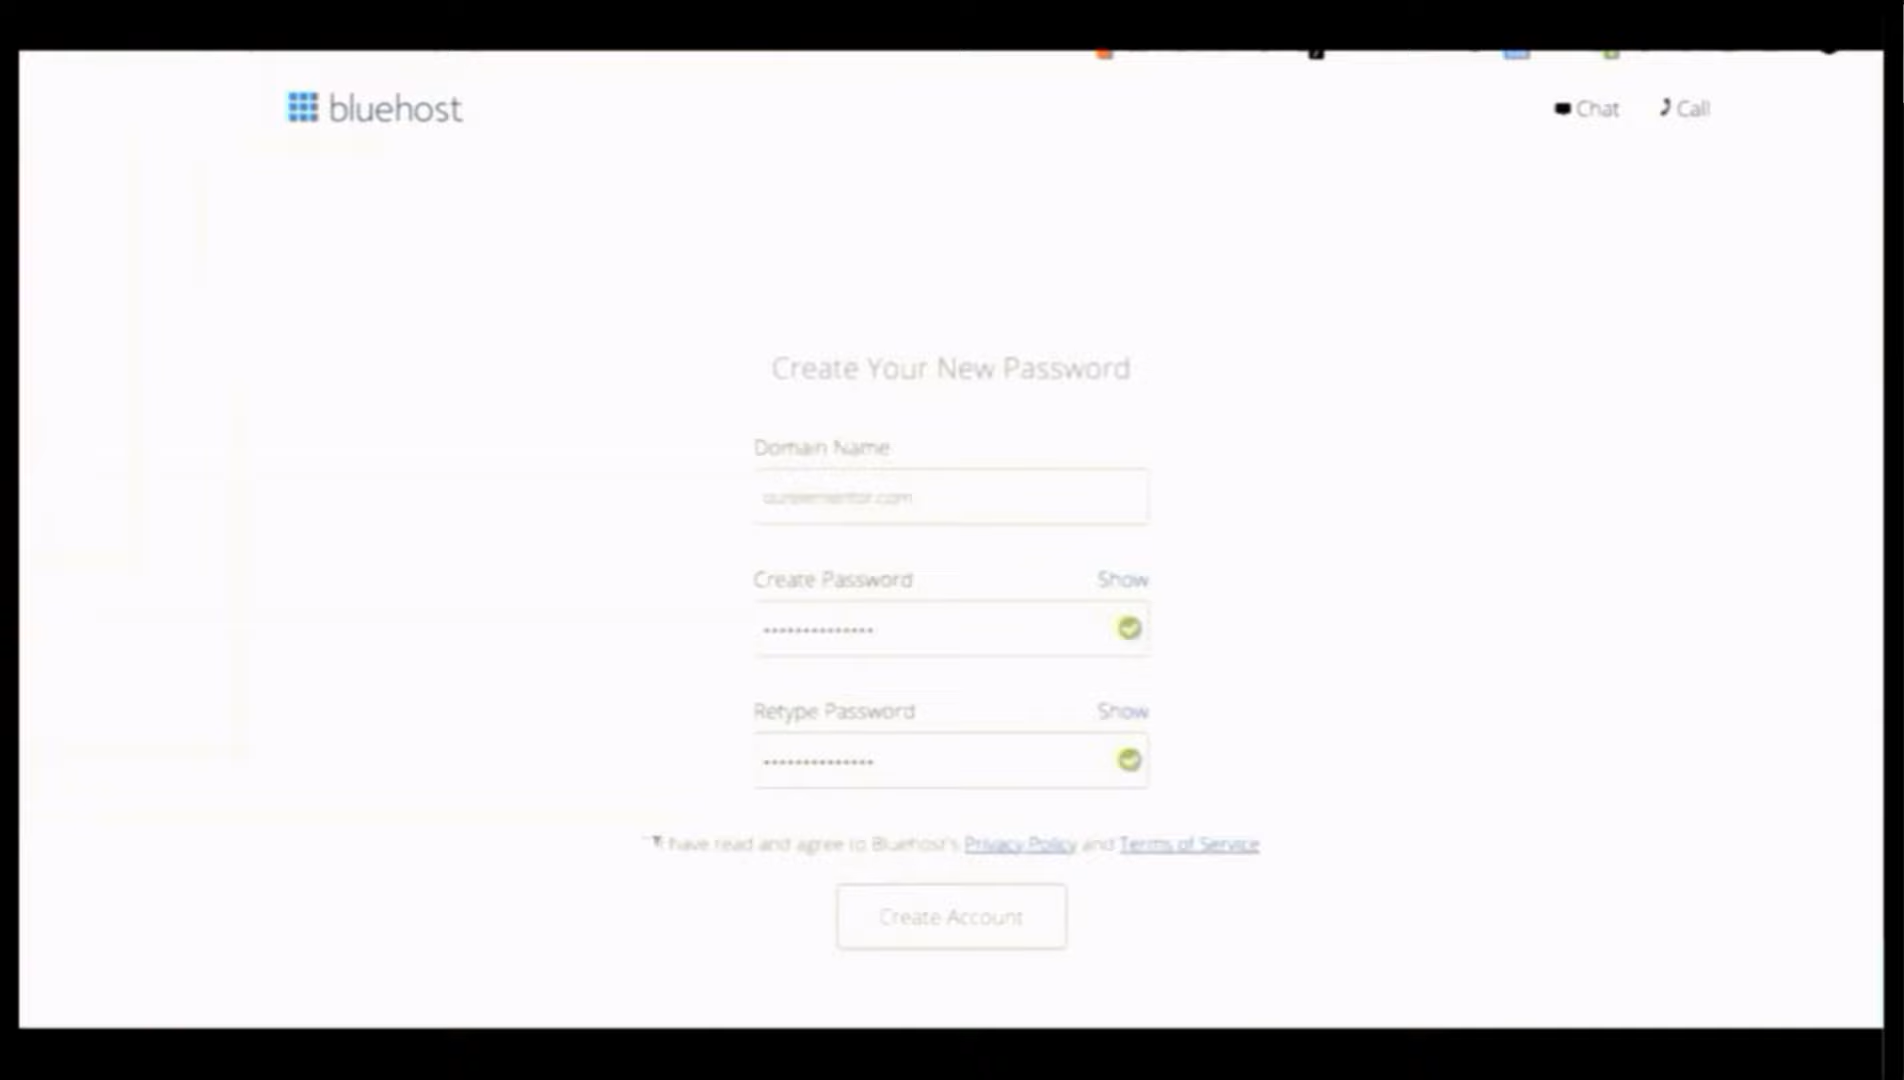 bluehost
Chat
Call
Create Your New Password
Domain Name
Create Password
Show
••••••••••••••
Retype Password
Show
••••••••••••••
have read and agree to Bluehost's Privacy Policy and Terms of Service
Create Account